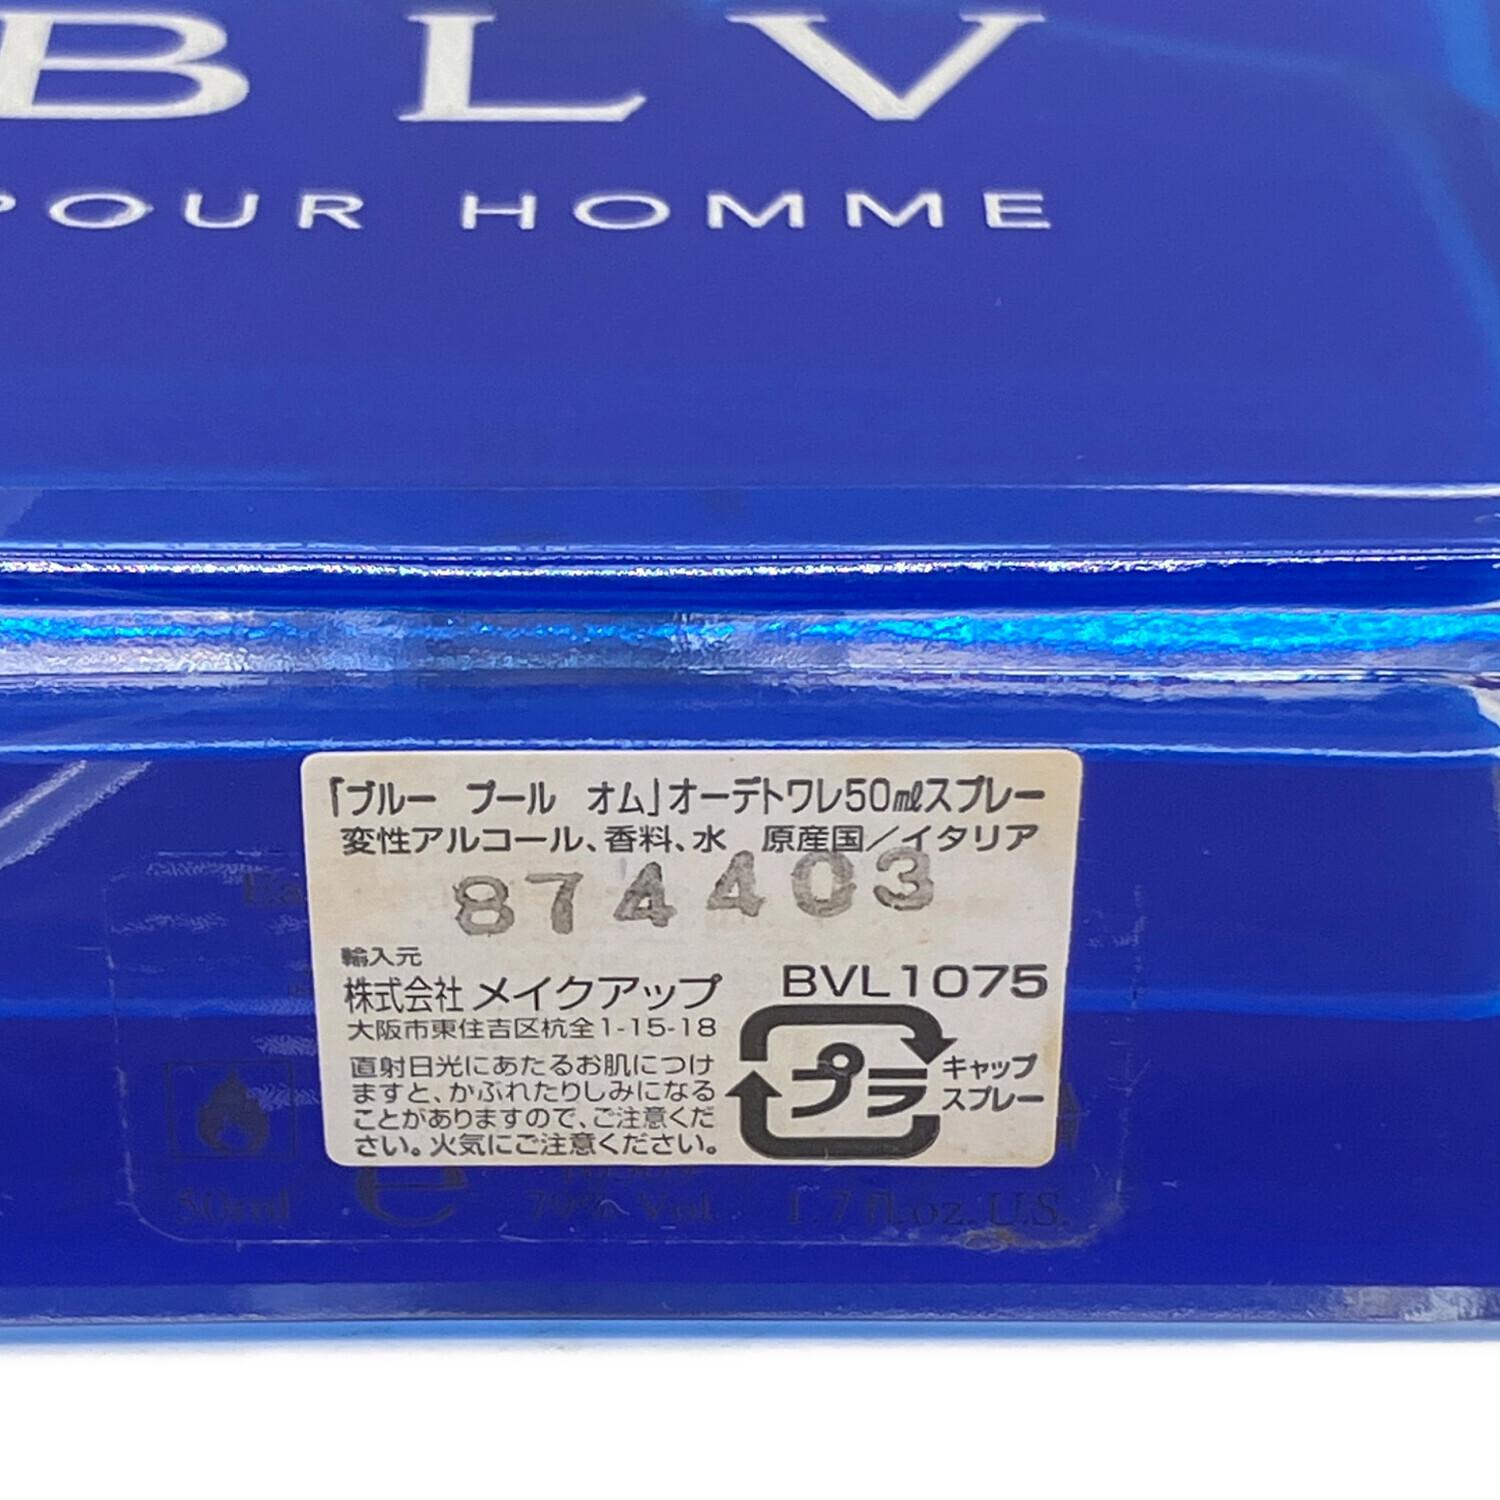 BLV
POUR HOMME
「ブルー プール オム」オーデトワレ50㎖スプレー
変性アルコール、香料、水 原産国／イタリア
874403
輸入元
株式会社 メイクアップ
BVL1075
大阪市東住吉区杭全1-15-18
直射日光にあたるお肌につけ
ますと、かぶれたりしみになる
ことがありますので、ご注意くだ
さい。火気にご注意ください。
プラ
キャップ
スプレー
50ml e 79% Vol. 1.7 fl.oz. U.S.